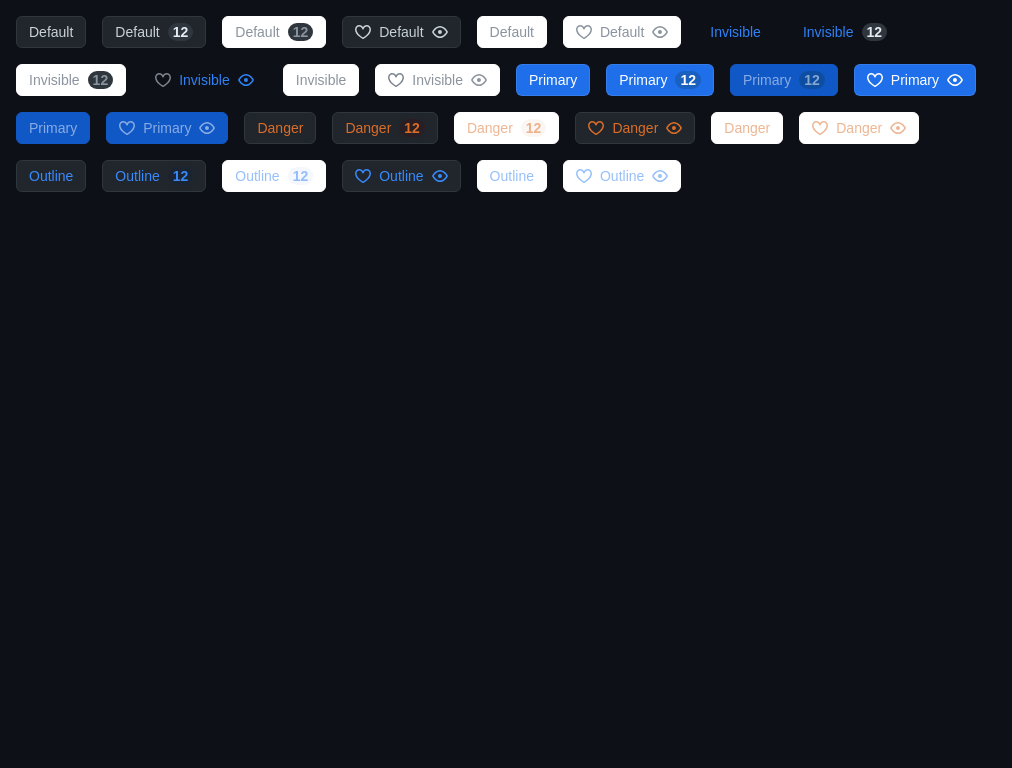 Default Default 12 Default 12 Default Default Default Invisible Invisible 12
Invisible 12 Invisible Invisible Invisible Primary Primary 12 Primary 12 Primary
Primary Primary Danger Danger 12 Danger 12 Danger Danger Danger
Outline Outline 12 Outline 12 Outline Outline Outline